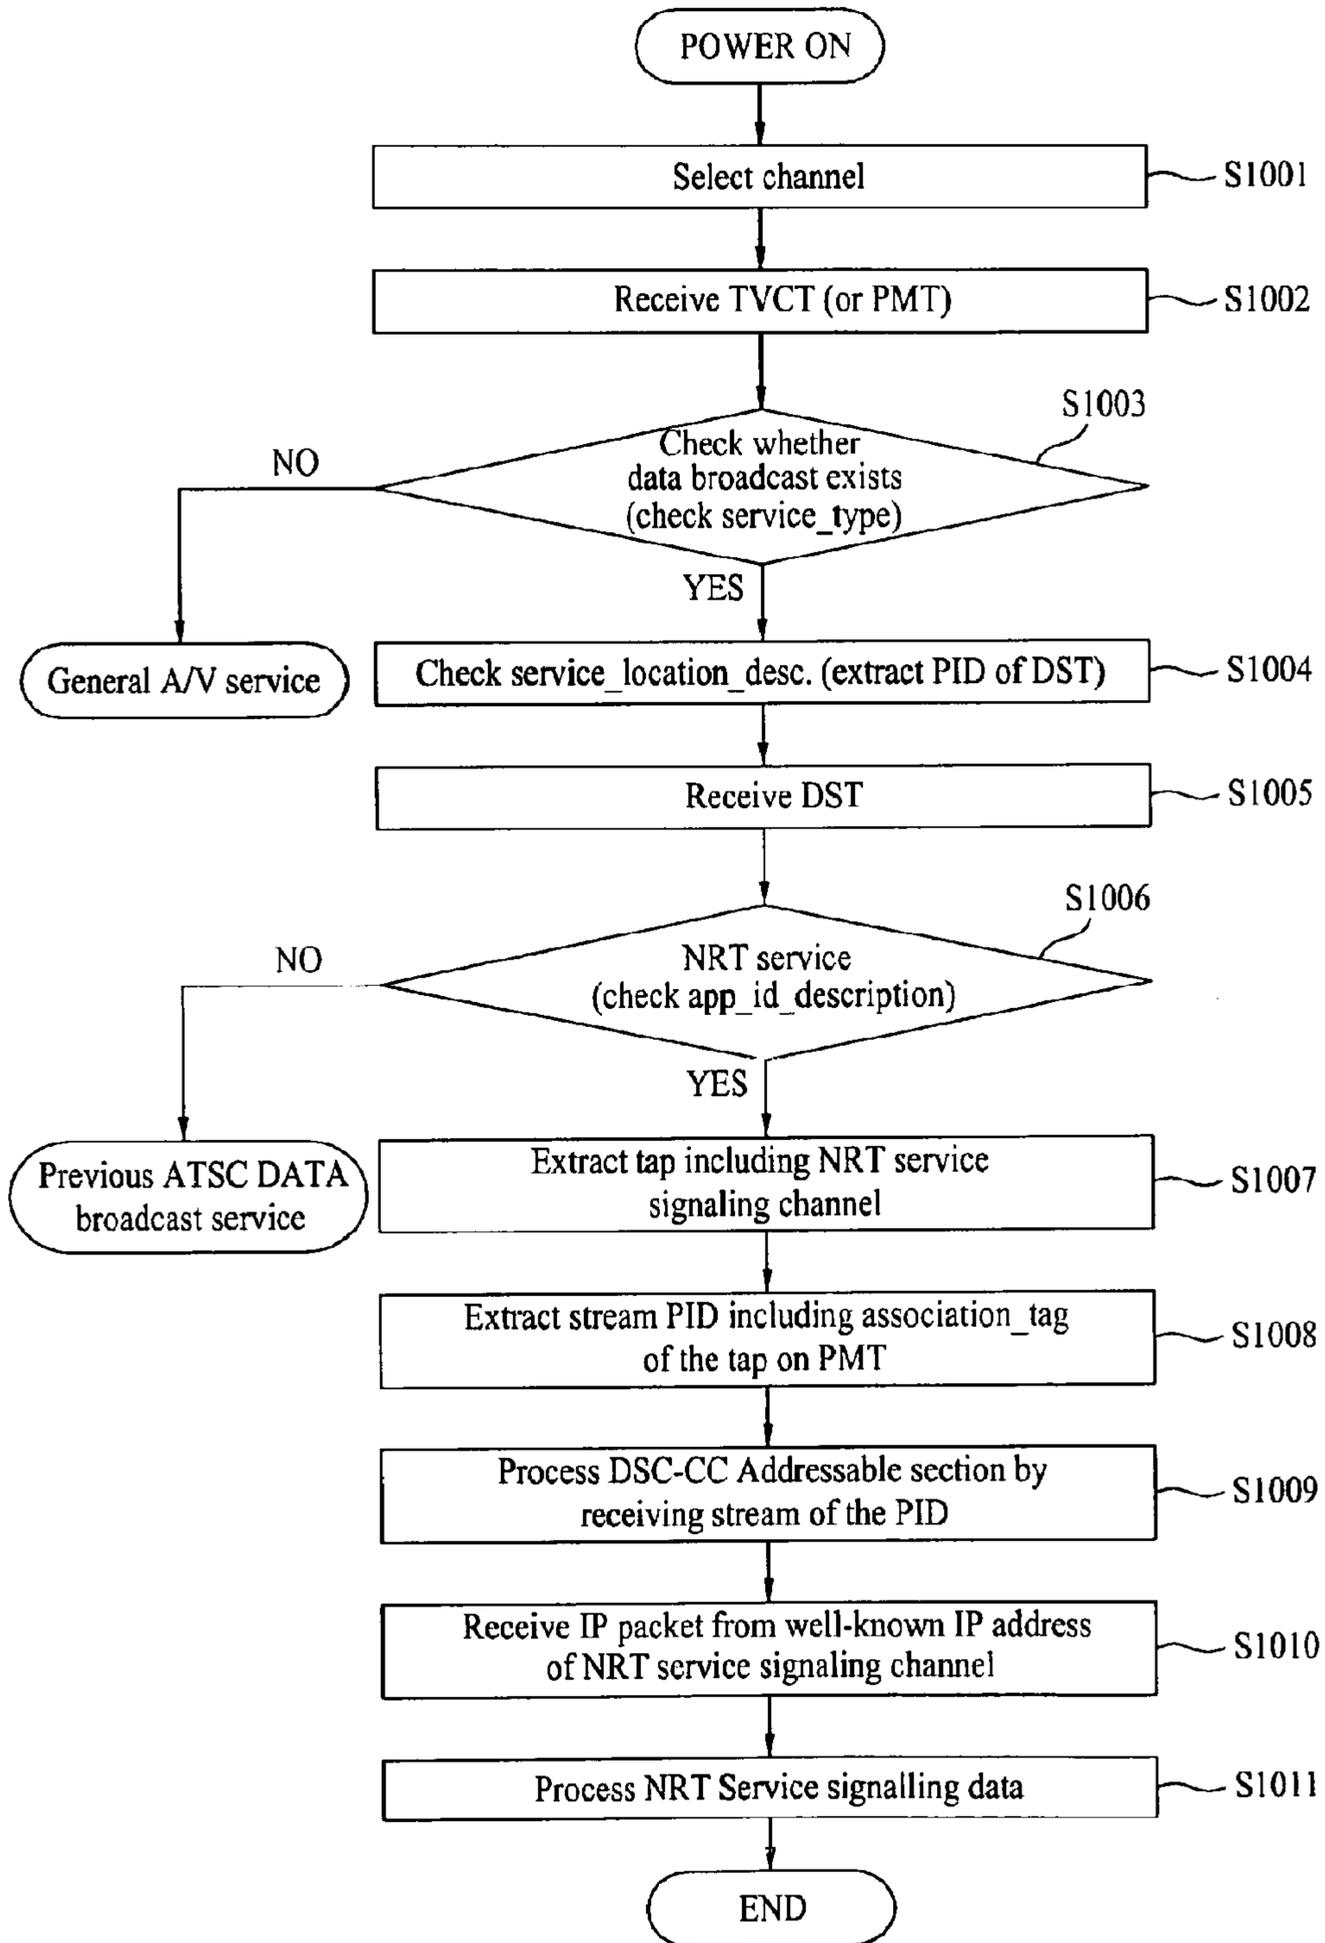 POWER ON
Select channel
S1001
Receive TVCT (or PMT)
S1002
S1003
Check whether
data broadcast exists
(check service_type)
NO
YES
General A/V service
Check service_location_desc. (extract PID of DST)
S1004
Receive DST
S1005
S1006
NRT service
(check app_id_description)
NO
YES
Previous ATSC DATA
broadcast service
Extract tap including NRT service
signaling channel
S1007
Extract stream PID including association_tag
of the tap on PMT
S1008
Process DSC-CC Addressable section by
receiving stream of the PID
S1009
Receive IP packet from well-known IP address
of NRT service signaling channel
S1010
Process NRT Service signalling data
S1011
END